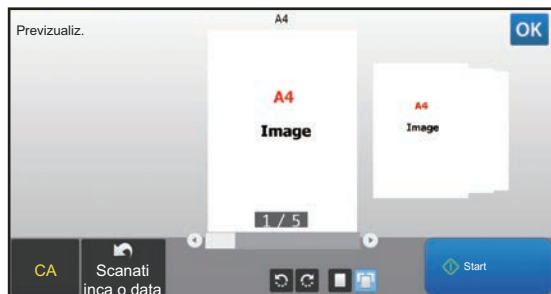 Previzualiz.
A4
OK
A4
Image
A4
Image
1 / 5
CA
Scanati
inca o data
Start